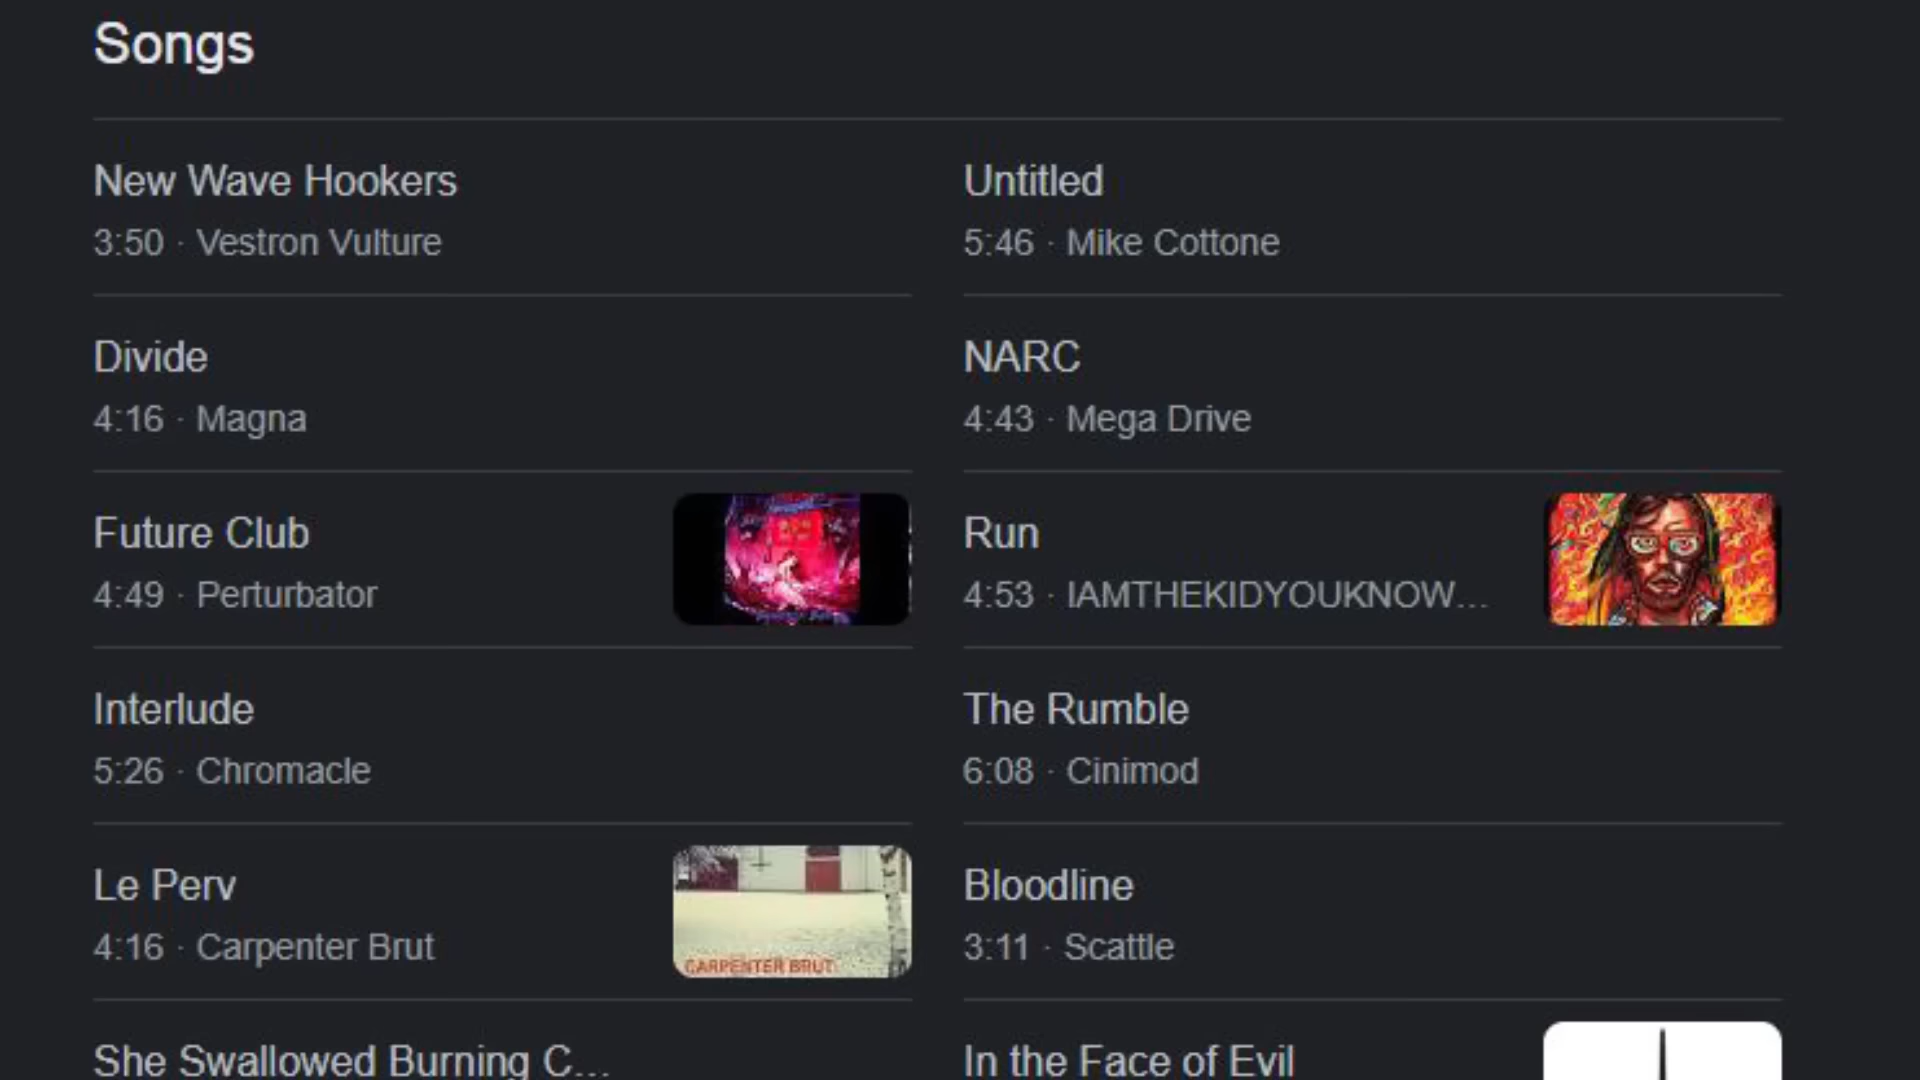 Songs
New Wave Hookers
3:50 · Vestron Vulture
Untitled
5:46 · Mike Cottone
Divide
4:16 · Magna
NARC
4:43 · Mega Drive
Future Club
4:49 · Perturbator
Run
4:53 · IAMTHEKIDYOUKNOW...
Interlude
5:26 · Chromacle
The Rumble
6:08 · Cinimod
Le Perv
4:16 · Carpenter Brut
CARPENTER BRUT
Bloodline
3:11 · Scattle
She Swallowed Burning C...
In the Face of Evil